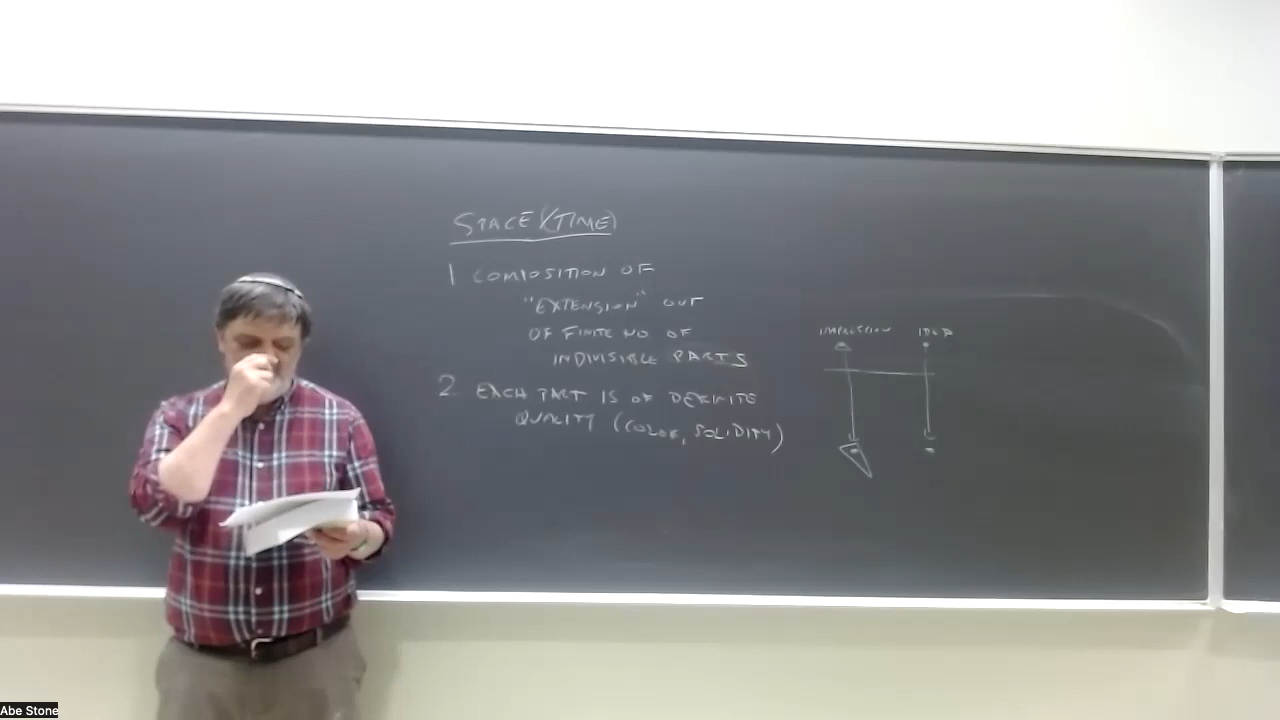 SPACE (TIME)
1 COMPOSITION OF
"EXTENSION" OUT
OF FINITE NO OF
INDIVISIBLE PARTS
2 EACH PART IS OF DEFINITE
QUALITY (COLOR, SOLIDITY)
IMPRESSION IDEA
Abe Stone